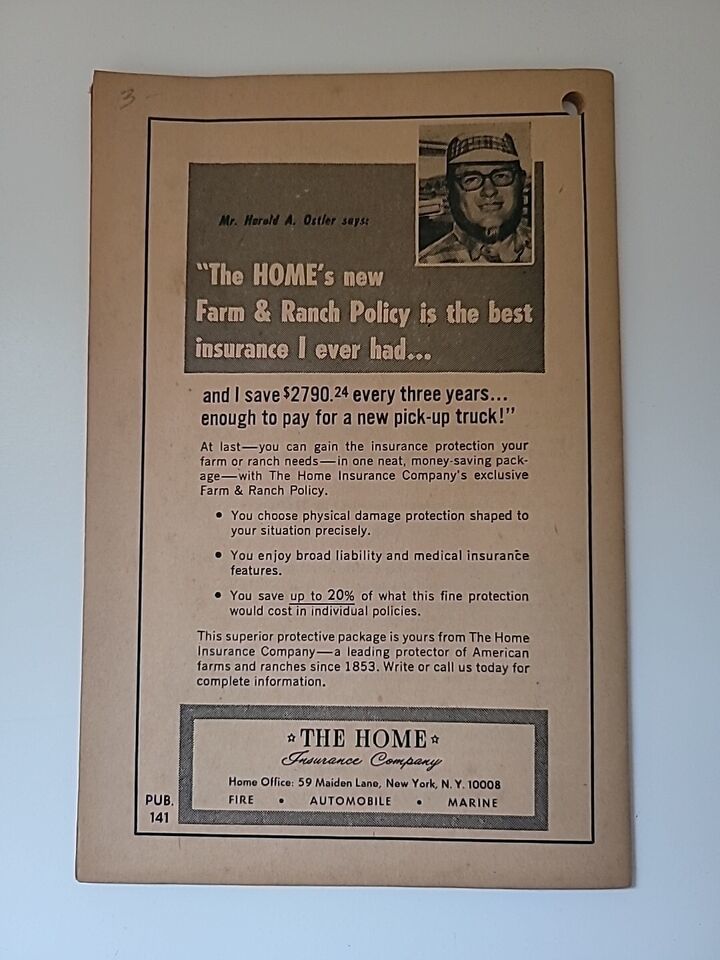 3-
Mr. Harold A. Ostler says:
“The HOME’s new
Farm & Ranch Policy is the best
insurance I ever had...
and I save $2790.24 every three years...
enough to pay for a new pick-up truck!”
At last—you can gain the insurance protection your
farm or ranch needs—in one neat, money-saving pack-
age—with The Home Insurance Company’s exclusive
Farm & Ranch Policy.
• You choose physical damage protection shaped to
your situation precisely.
• You enjoy broad liability and medical insurance
features.
• You save up to 20% of what this fine protection
would cost in individual policies.
This superior protective package is yours from The Home
Insurance Company—a leading protector of American
farms and ranches since 1853. Write or call us today for
complete information.
☆THE HOME☆
Insurance Company
Home Office: 59 Maiden Lane, New York, N. Y. 10008
FIRE • AUTOMOBILE • MARINE
PUB.
141